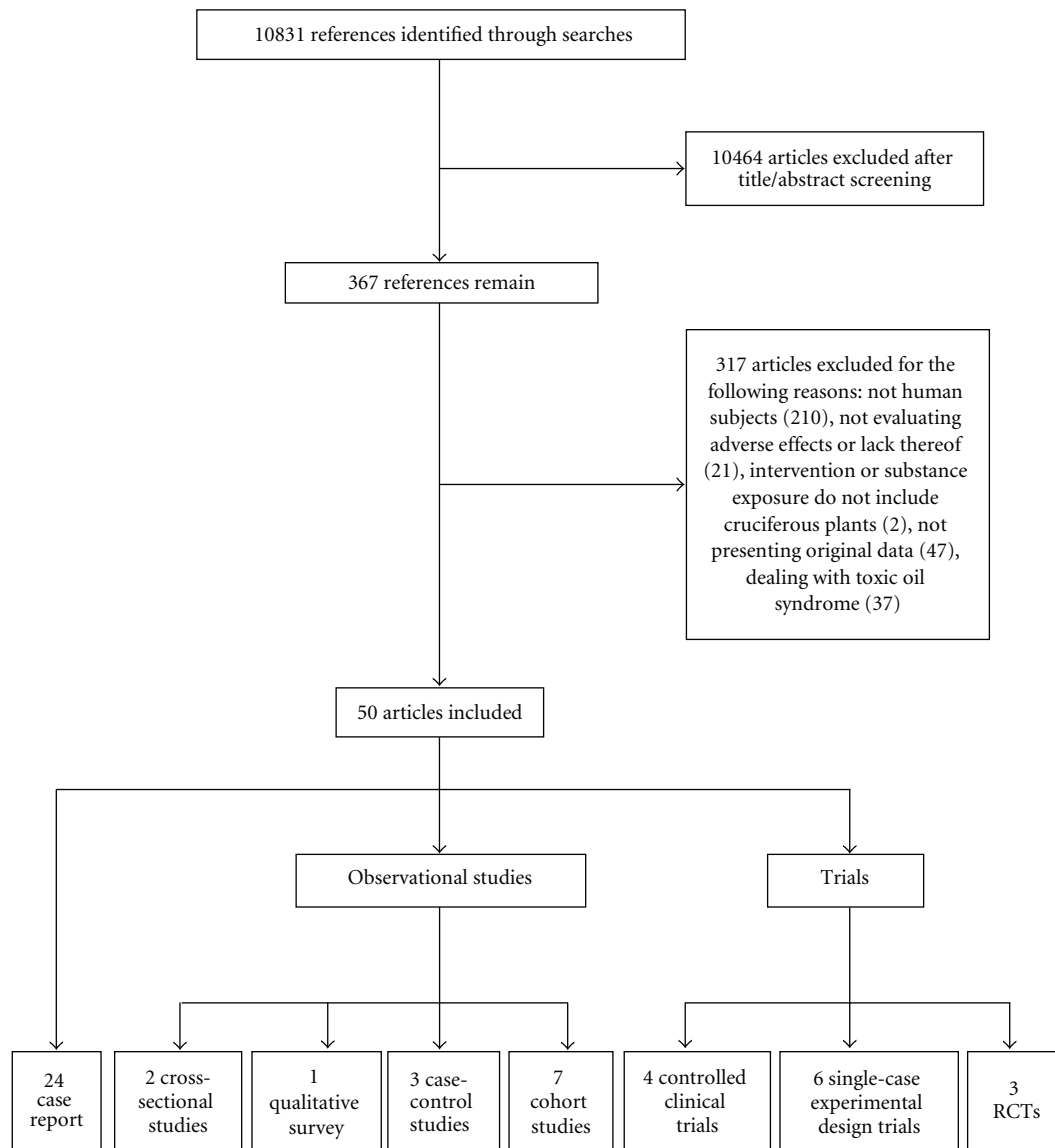 10831 references identified through searches
10464 articles excluded after
title/abstract screening
367 references remain
317 articles excluded for the
following reasons: not human
subjects (210), not evaluating
adverse effects or lack thereof
(21), intervention or substance
exposure do not include
cruciferous plants (2), not
presenting original data (47),
dealing with toxic oil
syndrome (37)
50 articles included
Observational studies
Trials
24
case
report
2 cross-
sectional
studies
1
qualitative
survey
3 case-
control
studies
7
cohort
studies
4 controlled
clinical
trials
6 single-case
experimental
design trials
3
RCTs